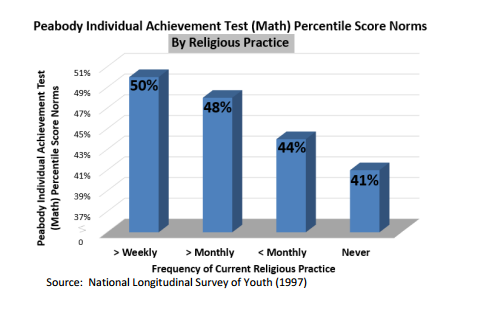 Peabody Individual Achievement Test (Math) Percentile Score Norms
By Religious Practice
Peabody Individual Achievement Test
(Math) Percentile Score Norms
51%
49%
47%
45%
43%
41%
39%
37%
0
50%
48%
44%
41%
> Weekly
> Monthly
< Monthly
Never
Frequency of Current Religious Practice
Source: National Longitudinal Survey of Youth (1997)